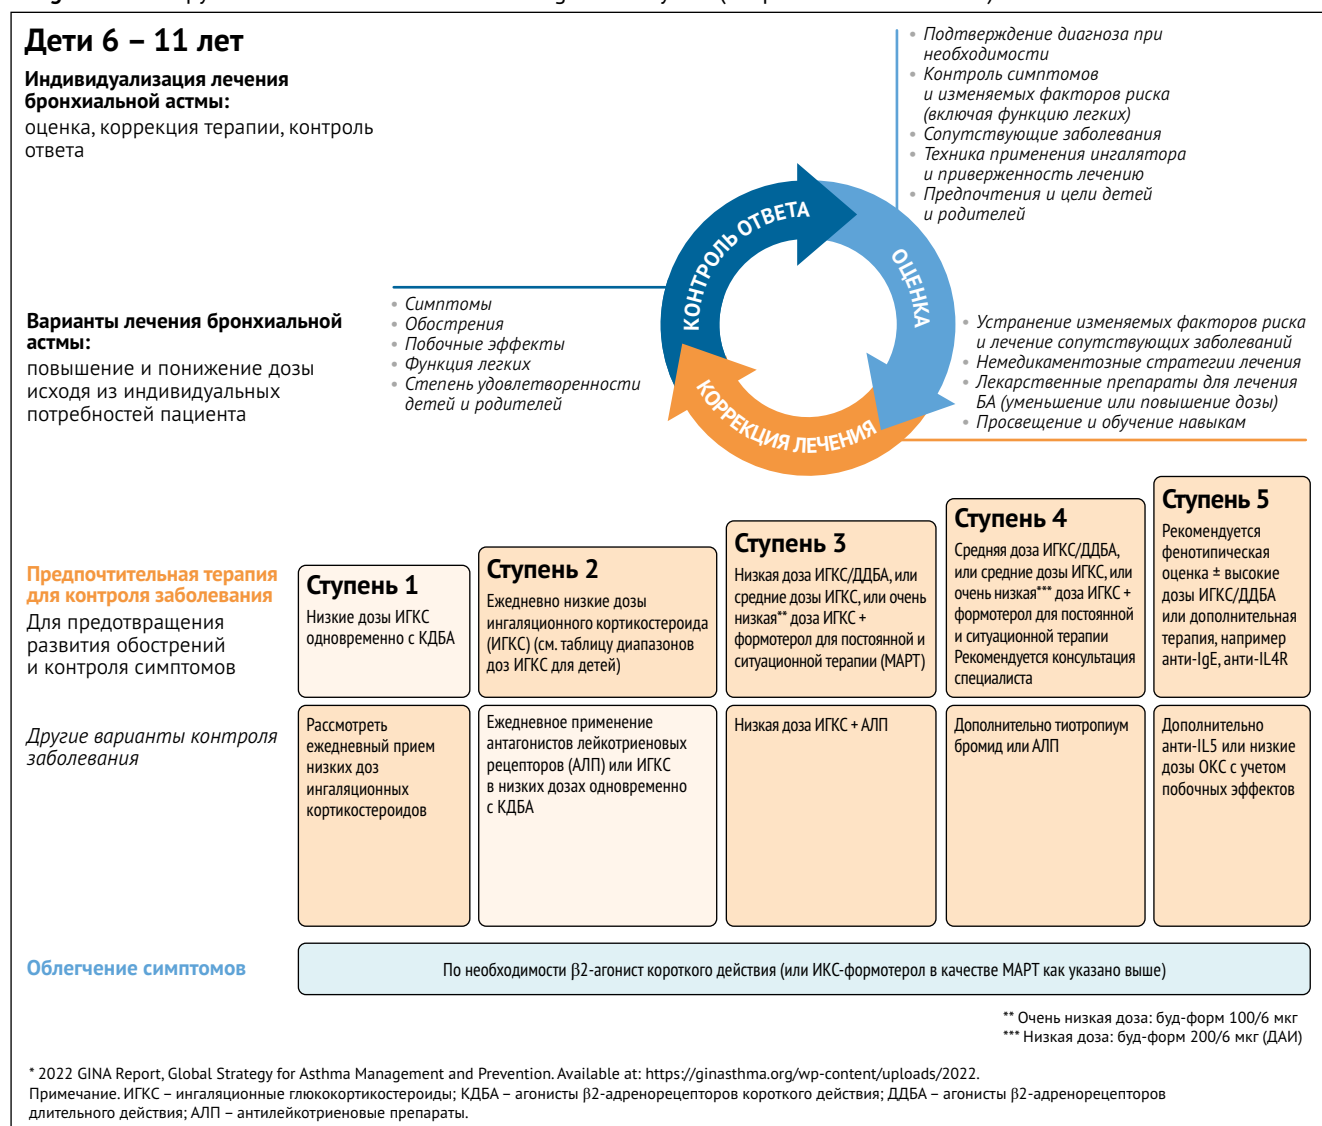 Дети 6 – 11 лет
Индивидуализация лечения
бронхиальной астмы:
оценка, коррекция терапии, контроль
ответа
• Подтверждение диагноза при
необходимости
• Контроль симптомов
и изменяемых факторов риска
(включая функцию легких)
• Сопутствующие заболевания
• Техника применения ингалятора
и приверженность лечению
• Предпочтения и цели детей
и родителей
КОНТРОЛЬ ОТВЕТА
ОЦЕНКА
КОРРЕКЦИЯ ЛЕЧЕНИЯ
• Симптомы
• Обострения
• Побочные эффекты
• Функция легких
• Степень удовлетворенности
детей и родителей
Варианты лечения бронхиальной
астмы:
повышение и понижение дозы
исходя из индивидуальных
потребностей пациента
• Устранение изменяемых факторов риска
и лечение сопутствующих заболеваний
• Немедикаментозные стратегии лечения
• Лекарственные препараты для лечения
БА (уменьшение или повышение дозы)
• Просвещение и обучение навыкам
Предпочтительная терапия
для контроля заболевания
Для предотвращения
развития обострений
и контроля симптомов
Ступень 1
Низкие дозы ИГКС
одновременно с КДБА
Ступень 2
Ежедневно низкие дозы
ингаляционного кортикостероида
(ИГКС) (см. таблицу диапазонов
доз ИГКС для детей)
Ступень 3
Низкая доза ИГКС/ДДБА, или
средние дозы ИГКС, или очень
низкая** доза ИГКС +
формотерол для постоянной и
ситуационной терапии (МАРТ)
Ступень 4
Средняя доза ИГКС/ДДБА,
или средние дозы ИГКС, или
очень низкая*** доза ИГКС +
формотерол для постоянной
и ситуационной терапии
Рекомендуется консультация
специалиста
Ступень 5
Рекомендуется
фенотипическая
оценка ± высокие
дозы ИГКС/ДДБА
или дополнительная
терапия, например
анти-IgE, анти-IL4R
Другие варианты контроля
заболевания
Рассмотреть
ежедневный прием
низких доз
ингаляционных
кортикостероидов
Ежедневное применение
антагонистов лейкотриеновых
рецепторов (АЛП) или ИГКС
в низких дозах одновременно
с КДБА
Низкая доза ИГКС + АЛП
Дополнительно тиотропиум
бромид или АЛП
Дополнительно
анти-IL5 или низкие
дозы ОКС с учетом
побочных эффектов
Облегчение симптомов
По необходимости β2-агонист короткого действия (или ИКС-формотерол в качестве МАРТ как указано выше)
** Очень низкая доза: буд-форм 100/6 мкг
*** Низкая доза: буд-форм 200/6 мкг (ДАИ)
* 2022 GINA Report, Global Strategy for Asthma Management and Prevention. Available at: https://ginasthma.org/wp-content/uploads/2022.
Примечание. ИГКС – ингаляционные глюкокортикостероиды; КДБА – агонисты β2-адренорецепторов короткого действия; ДДБА – агонисты β2-адренорецепторов
длительного действия; АЛП – антилейкотриеновые препараты.